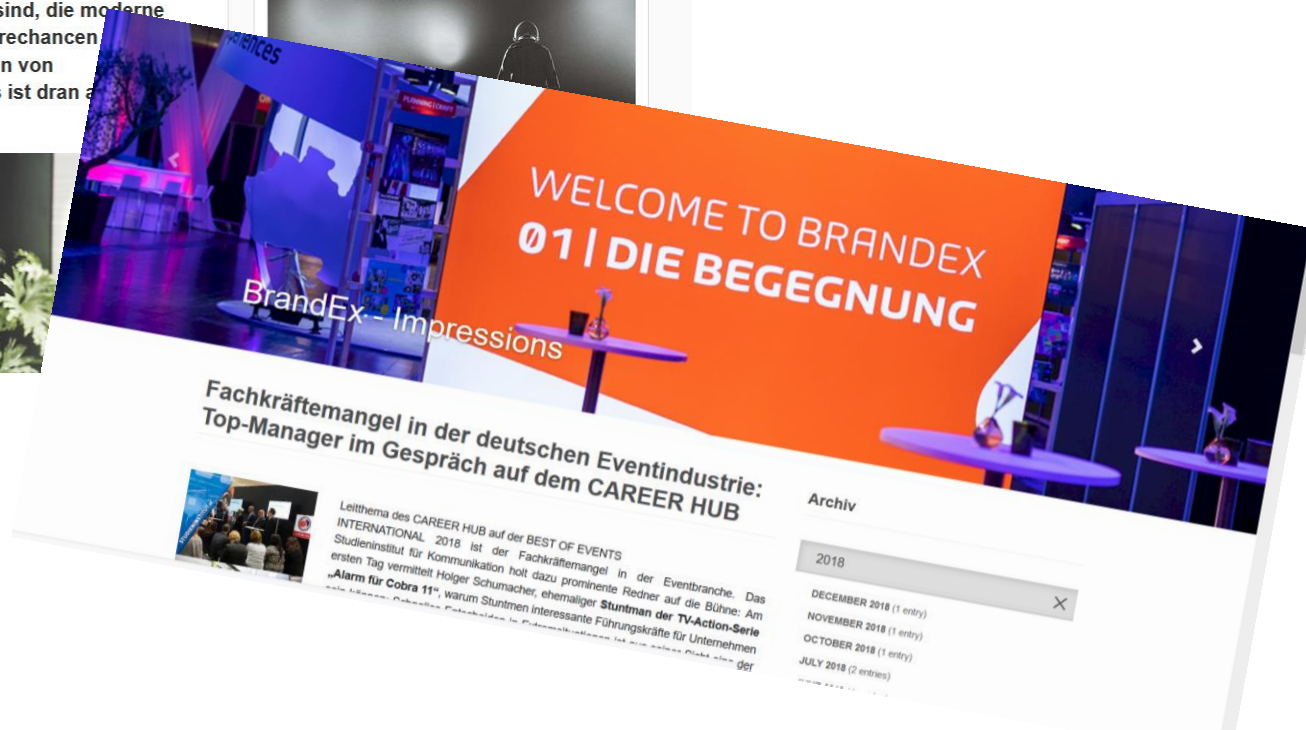 sind, die moderne
rechancen
n von
ist dran
PLANNING | CRAFT
WELCOME TO BRANDEX
01 | DIE BEGEGNUNG
BrandEx - Impressions
Fachkräftemangel in der deutschen Eventindustrie:
Top-Manager im Gespräch auf dem CAREER HUB
Leitthema des CAREER HUB auf der BEST OF EVENTS
INTERNATIONAL 2018 ist der Fachkräftemangel in der Eventbranche. Das
Studieninstitut für Kommunikation holt dazu prominente Redner auf die Bühne: Am
ersten Tag vermittelt Holger Schumacher, ehemaliger Stuntman der TV-Action-Serie
„Alarm für Cobra 11“, warum Stuntmen interessante Führungskräfte für Unternehmen
der
Archiv
2018
DECEMBER 2018 (1 entry)
NOVEMBER 2018 (1 entry)
OCTOBER 2018 (1 entry)
JULY 2018 (2 entries)